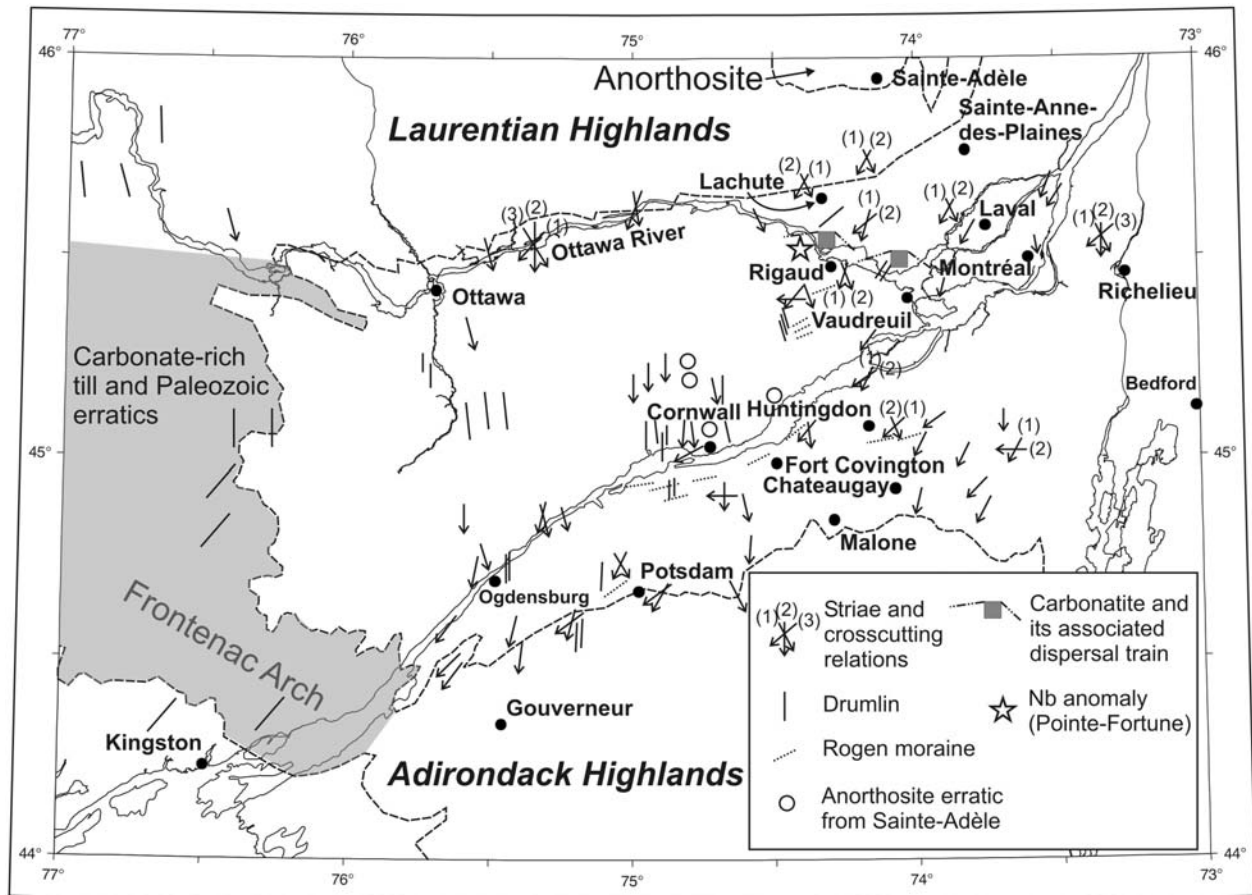 77°
76°
75°
74°
73°
46°
46°
Anorthosite
Sainte-Adèle
Laurentian Highlands
Sainte-Anne-
des-Plaines
(1) (2)
(2) (1)
Lachute
(1)
(2)
(1) (2)
Laval
(1) (2)
(3)
(3) (2)
(1)
Ottawa River
Rigaud
Montréal
Richelieu
Ottawa
(1) (2)
Vaudreuil
Carbonate-rich
till and Paleozoic
erratics
(1)
(2)
Bedford
Cornwall
Huntingdon
(2) (1)
(1)
(2)
45°
45°
Fort Covington
Chateaugay
Malone
Potsdam
Ogdensburg
Frontenac Arch
Gouverneur
Kingston
Adirondack Highlands
(1) (2)
(3)
Striae and
crosscutting
relations
Carbonatite and
its associated
dispersal train
Drumlin
Nb anomaly
(Pointe-Fortune)
Rogen moraine
Anorthosite erratic
from Sainte-Adèle
44°
44°
77°
76°
75°
74°
73°